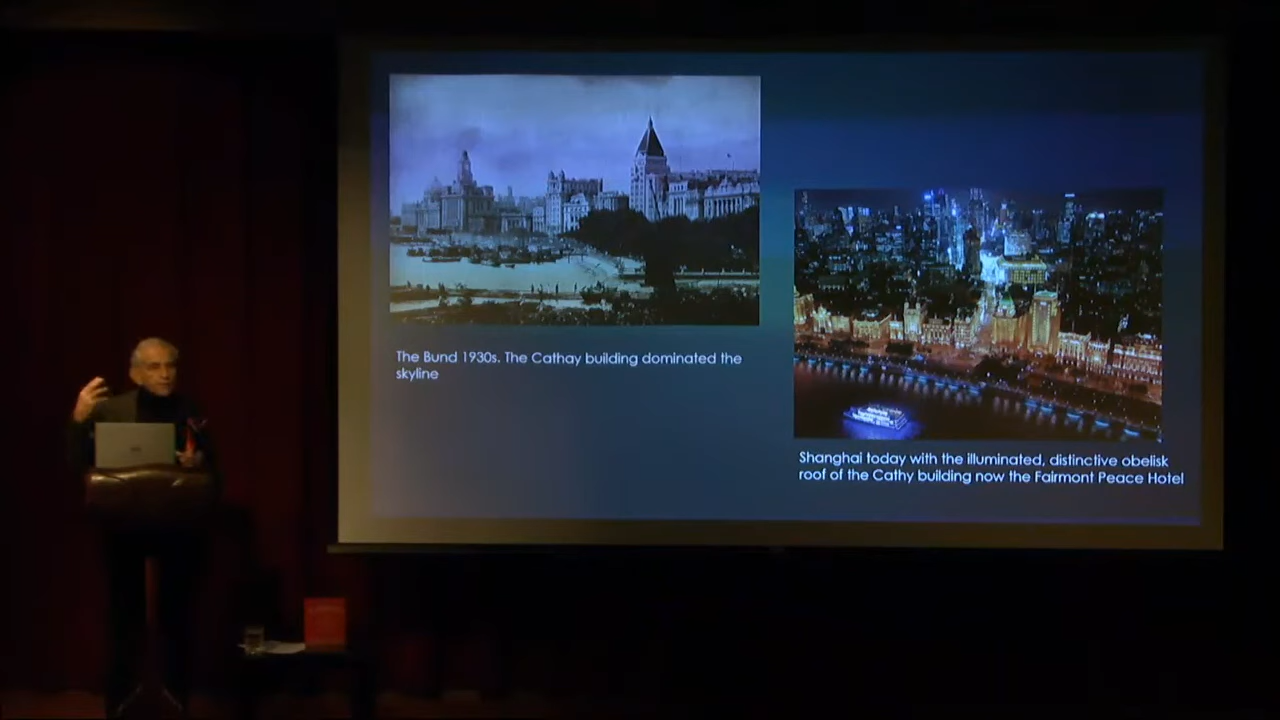 The Bund 1930s. The Cathay building dominated the
skyline
Shanghai today with the illuminated, distinctive obelisk
roof of the Cathy building now the Fairmont Peace Hotel